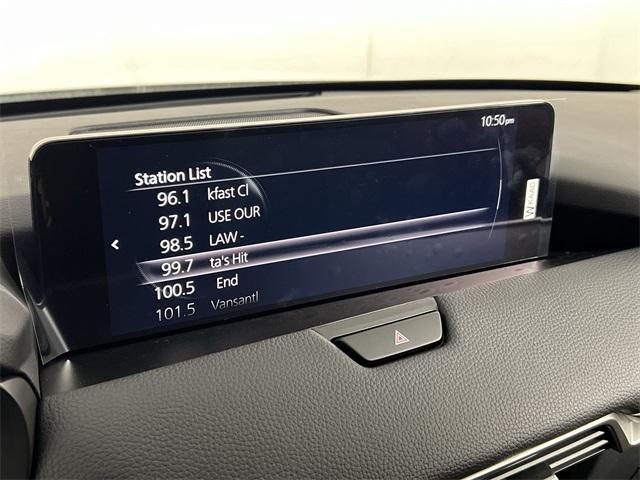 10:50pm
Station List
96.1 kfast Cl
97.1 USE OUR
98.5 LAW -
99.7 ta's Hit
100.5 End
101.5 Vansantl